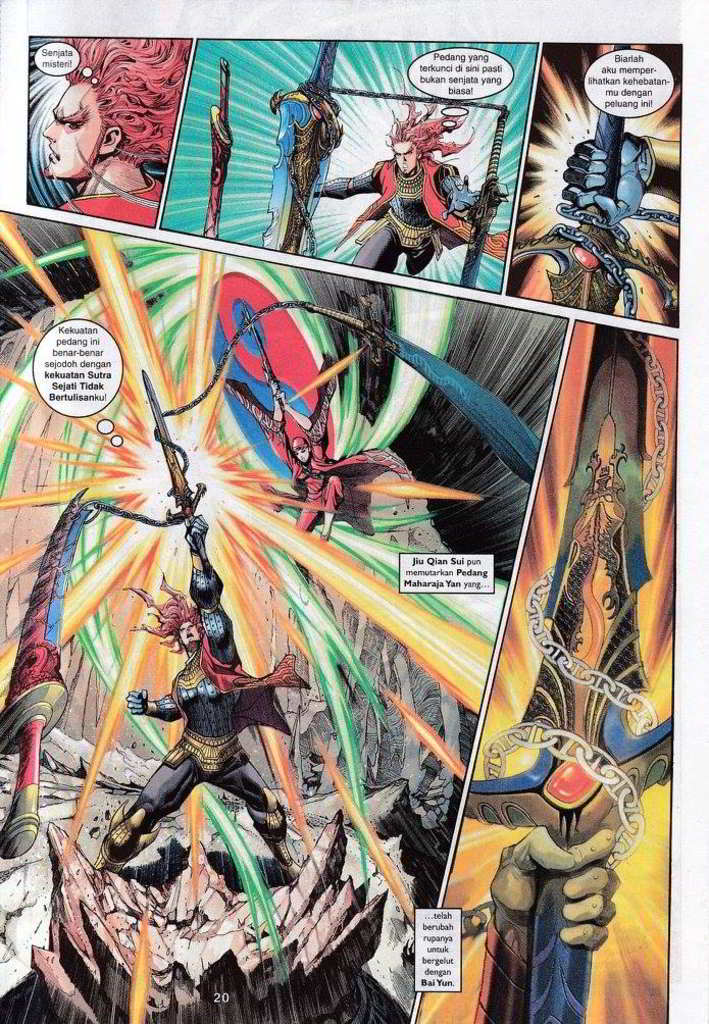 Senjata
misteri!
Pedang yang
terkunci di sini pasti
bukan senjata yang
biasa!
Biarlah
aku memper-
lihatkan kehebatan-
mu dengan
peluang ini!
Kekuatan
pedang ini
benar-benar
sejodoh dengan
kekuatan Sutra
Sejati Tidak
Bertulisanku!
Jiu Qian Sui pun
memutarkan Pedang
Maharaja Yan yang...
...telah
berubah
rupanya
untuk
bergelut
dengan
Bai Yun.
20